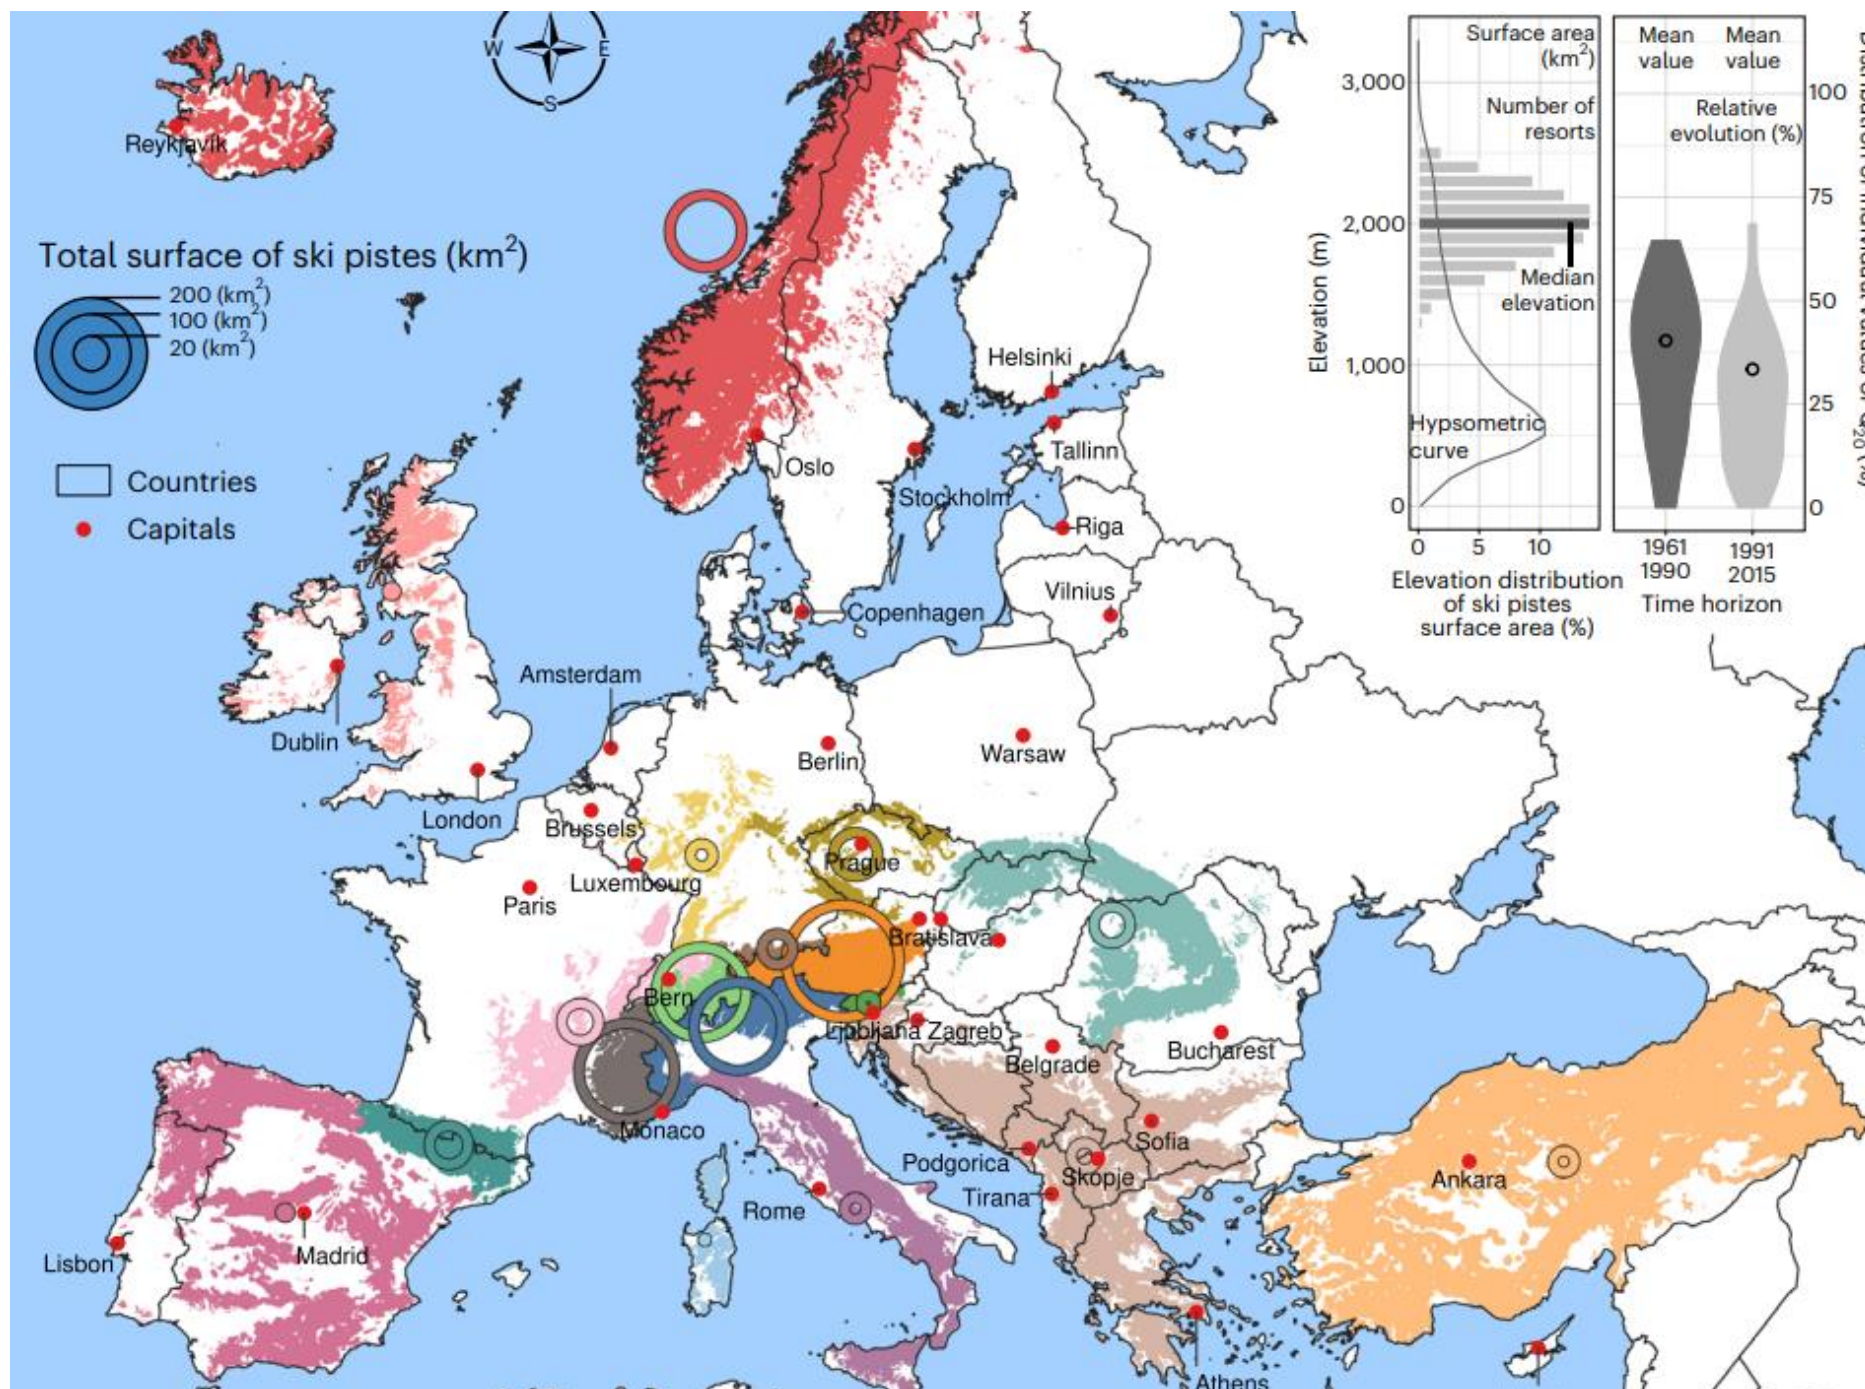 W
E
S
Reykjavik
Total surface of ski pistes (km²)
200 (km²)
100 (km²)
20 (km²)
Countries
Capitals
Helsinki
Tallinn
Oslo
Stockholm
Riga
Vilnius
Copenhagen
Amsterdam
Dublin
Berlin
Warsaw
London
Brussels
Prague
Luxembourg
Paris
Bratislava
Bern
Ljubljana
Zagreb
Belgrade
Bucharest
Monaco
Sofia
Podgorica
Skopje
Tirana
Ankara
Rome
Madrid
Lisbon
Athens
Surface area
(km²)
Number of
resorts
Median
elevation
Hypsometric
curve
Elevation (m)
3,000
2,000
1,000
0
0
5
10
Elevation distribution
of ski pistes
surface area (%)
Mean
value
Mean
value
Relative
evolution (%)
100
75
50
25
0
1961
1990
1991
2015
Time horizon